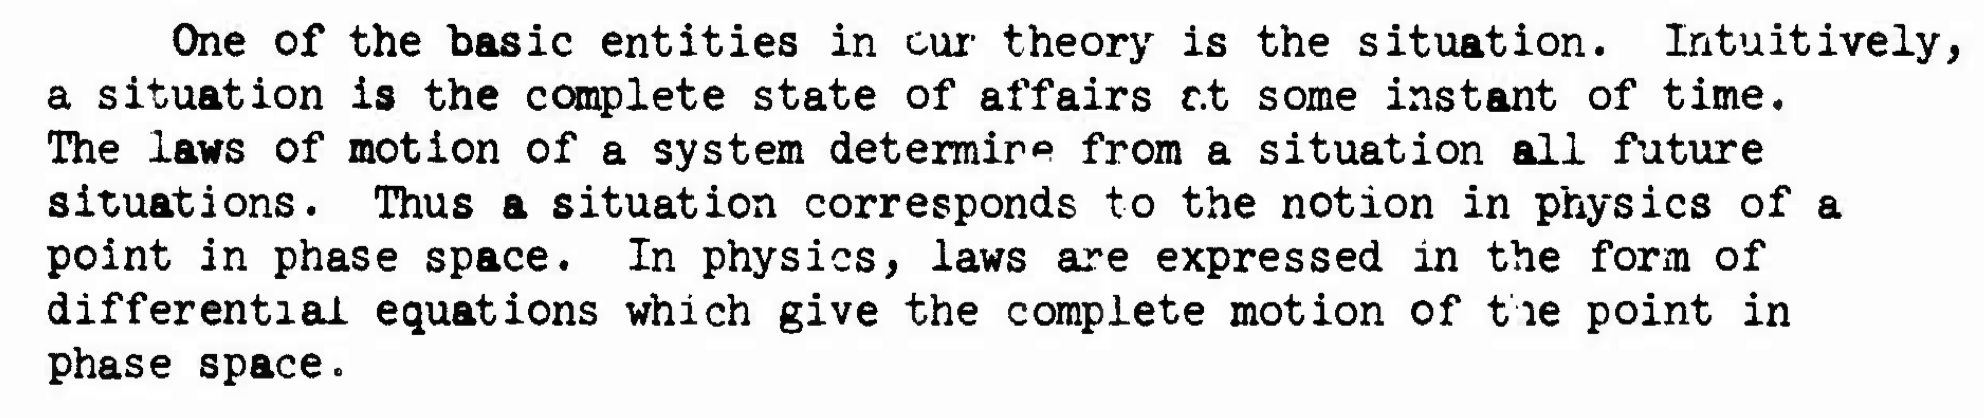 One of the basic entities in our theory is the situation. Intuitively,
a situation is the complete state of affairs at some instant of time.
The laws of motion of a system determine from a situation all future
situations. Thus a situation corresponds to the notion in physics of a
point in phase space. In physics, laws are expressed in the form of
differential equations which give the complete motion of the point in
phase space.